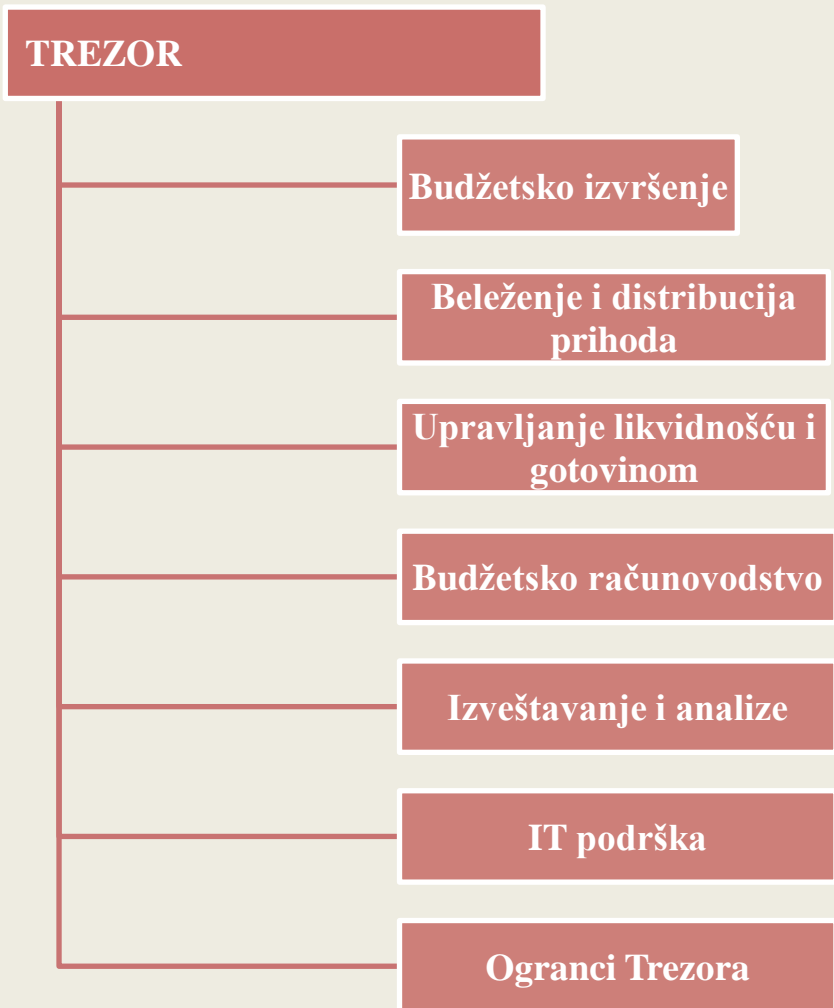 TREZOR
Budžetsko izvršenje
Beleženje i distribucija
prihoda
Upravljanje likvidnošću i
gotovinom
Budžetsko računovodstvo
Izveštavanje i analize
IT podrška
Ogranci Trezora